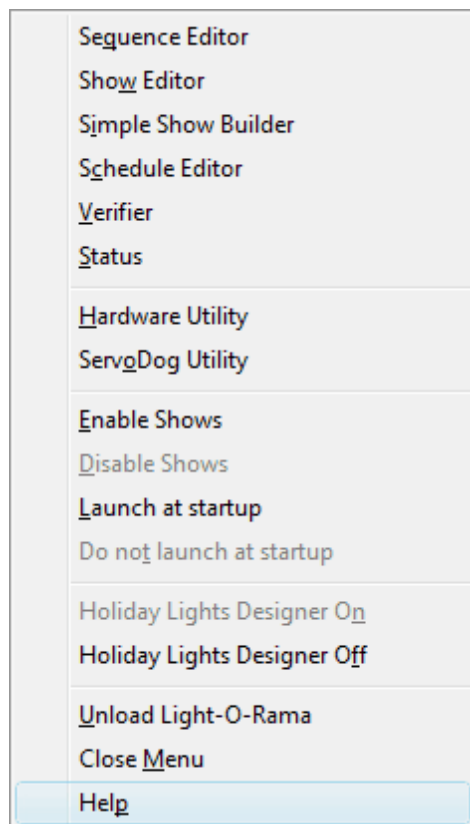 Sequence Editor
Show Editor
Simple Show Builder
Schedule Editor
Verifier
Status
Hardware Utility
ServoDog Utility
Enable Shows
Disable Shows
Launch at startup
Do not launch at startup
Holiday Lights Designer On
Holiday Lights Designer Off
Unload Light-O-Rama
Close Menu
Help